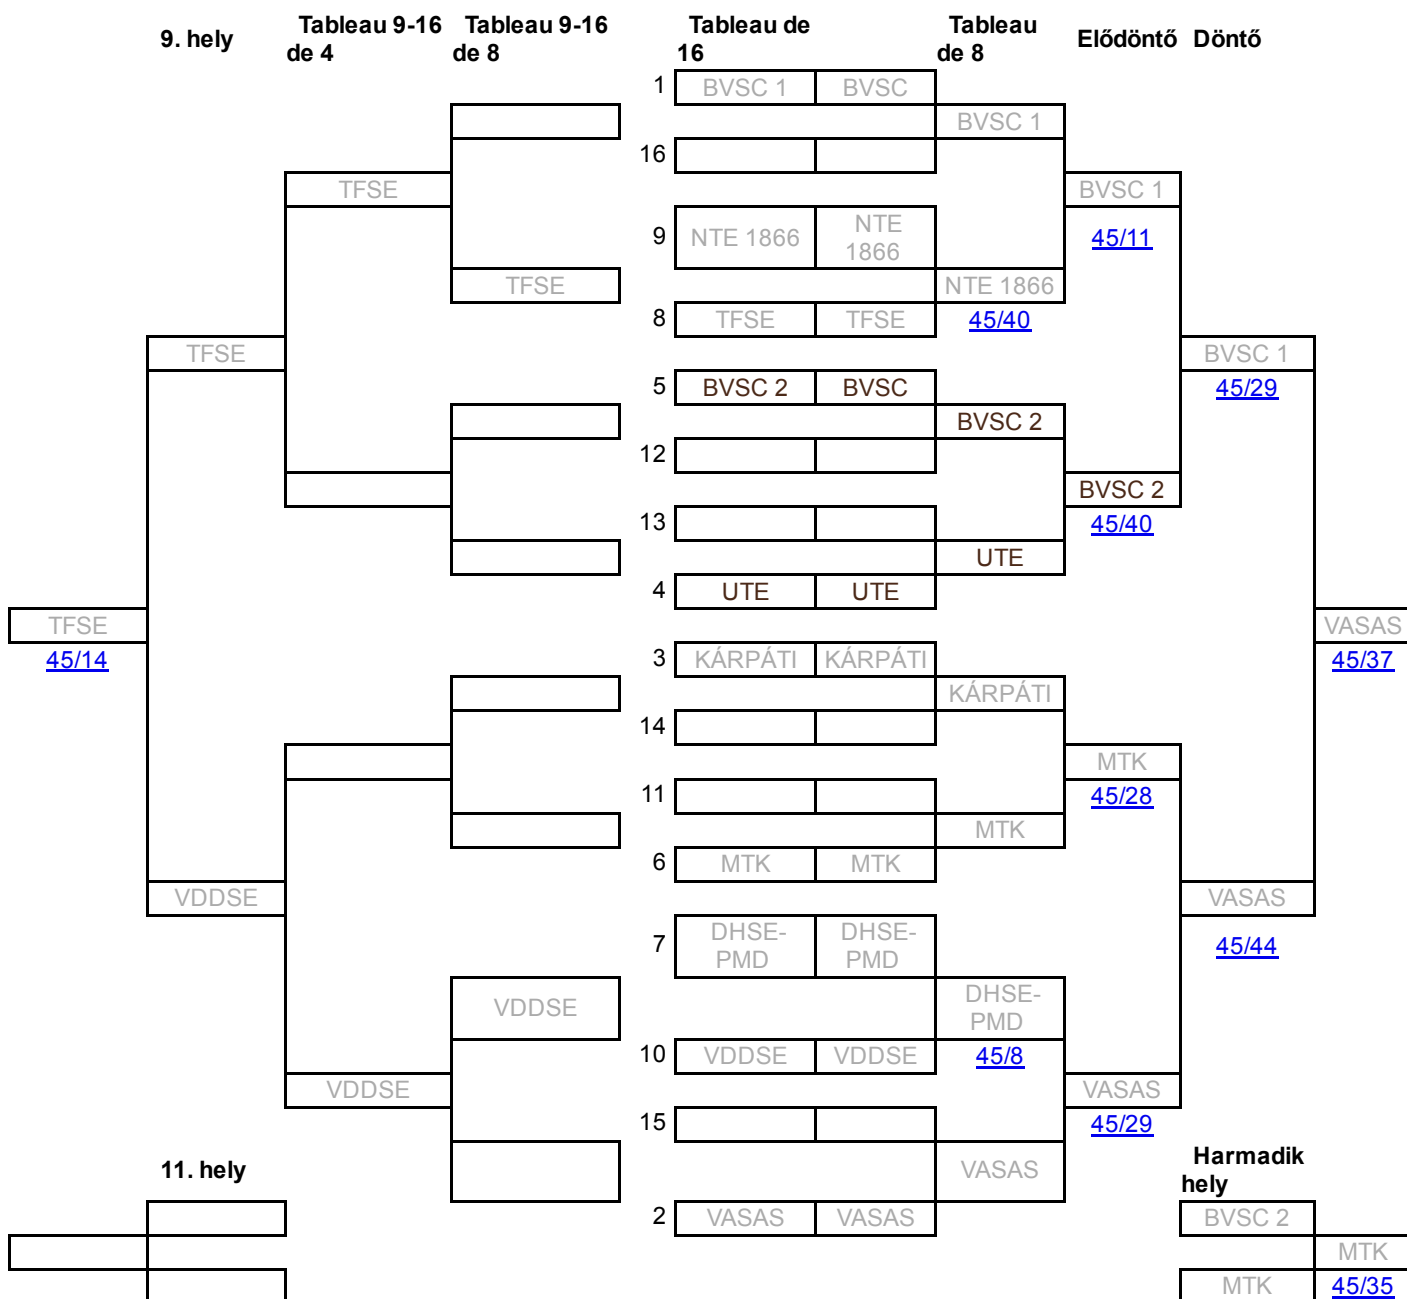 9. hely
Tableau 9-16
de 4
Tableau 9-16
de 8
Tableau de
16
Tableau
de 8
Elődöntő
Döntő
1 BVSC 1 BVSC
BVSC 1
16
TFSE
BVSC 1
9 NTE 1866 NTE
1866
45/11
TFSE
NTE 1866
8 TFSE TFSE
45/40
TFSE
BVSC 1
5 BVSC 2 BVSC
45/29
BVSC 2
12
BVSC 2
13
45/40
UTE
4 UTE UTE
TFSE
VASAS
45/14
3 KÁRPÁTI KÁRPÁTI
45/37
KÁRPÁTI
14
MTK
11
45/28
MTK
6 MTK MTK
VDDSE
VASAS
7 DHSE-
PMD
DHSE-
PMD
45/44
VDDSE
DHSE-
PMD
10 VDDSE VDDSE
45/8
VDDSE
VASAS
15
45/29
11. hely
VASAS
Harmadik
hely
2 VASAS VASAS
BVSC 2
MTK
MTK
45/35